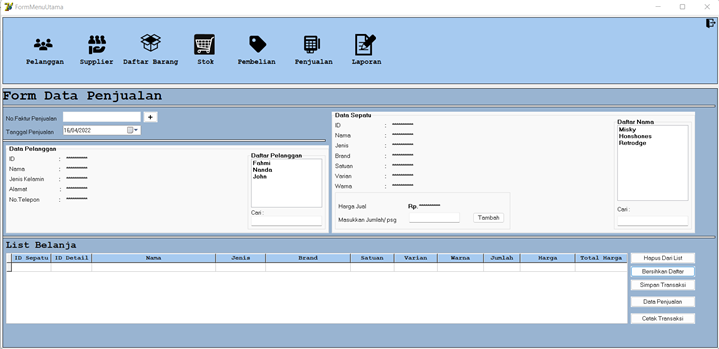 FormMenuUtama
Pelanggan Supplier Daftar Barang Stok Pembelian Penjualan Laporan
Form Data Penjualan
No.Faktur Penjualan +
Tanggal Penjualan 16/04/2022
Data Pelanggan
ID : **********
Nama : **********
Jenis Kelamin : **********
Alamat : **********
No.Telepon : **********
Daftar Pelanggan
Fahmi
Nanda
John
Cari :
Data Sepatu
ID : **********
Nama : **********
Jenis : **********
Brand : **********
Satuan : **********
Varian : **********
Warna : **********
Harga Jual Rp. **********
Masukkan Jumlah/ psg Tambah
Daftar Nama
Misky
Honshones
Retrodge
Cari :
List Belanja
ID Sepatu ID Detail Nama Jenis Brand Satuan Varian Warna Jumlah Harga Total Harga
Hapus Dari List
Bersihkan Daftar
Simpan Transaksi
Data Penjualan
Cetak Transaksi